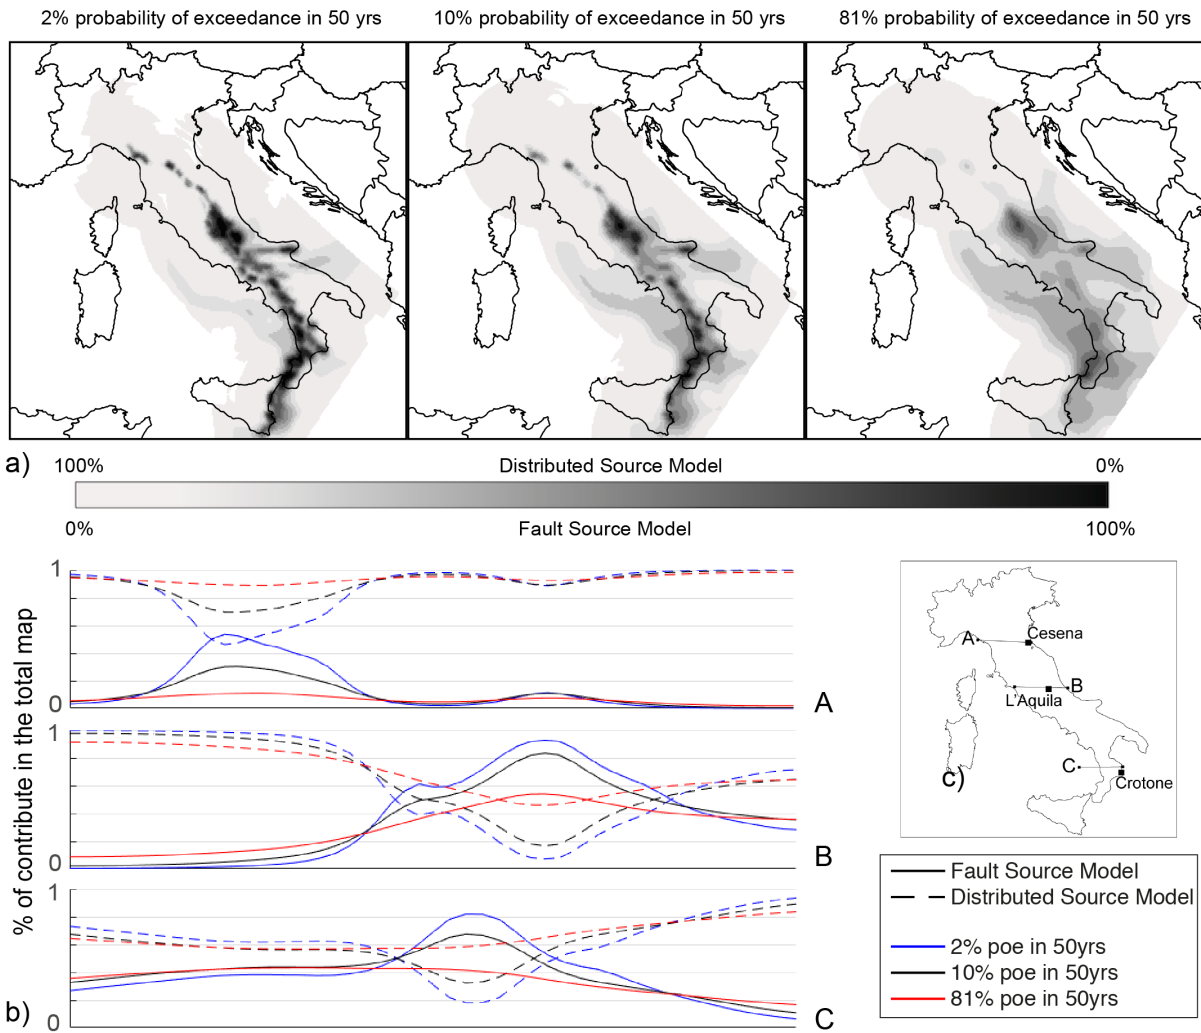 2% probability of exceedance in 50 yrs
10% probability of exceedance in 50 yrs
81% probability of exceedance in 50 yrs
a)
100%
Distributed Source Model
0%
0%
Fault Source Model
100%
% of contribute in the total map
1
0
A
1
0
B
1
0
C
b)
A
Cesena
L'Aquila
B
C
Crotone
c)
Fault Source Model
Distributed Source Model
2% poe in 50yrs
10% poe in 50yrs
81% poe in 50yrs